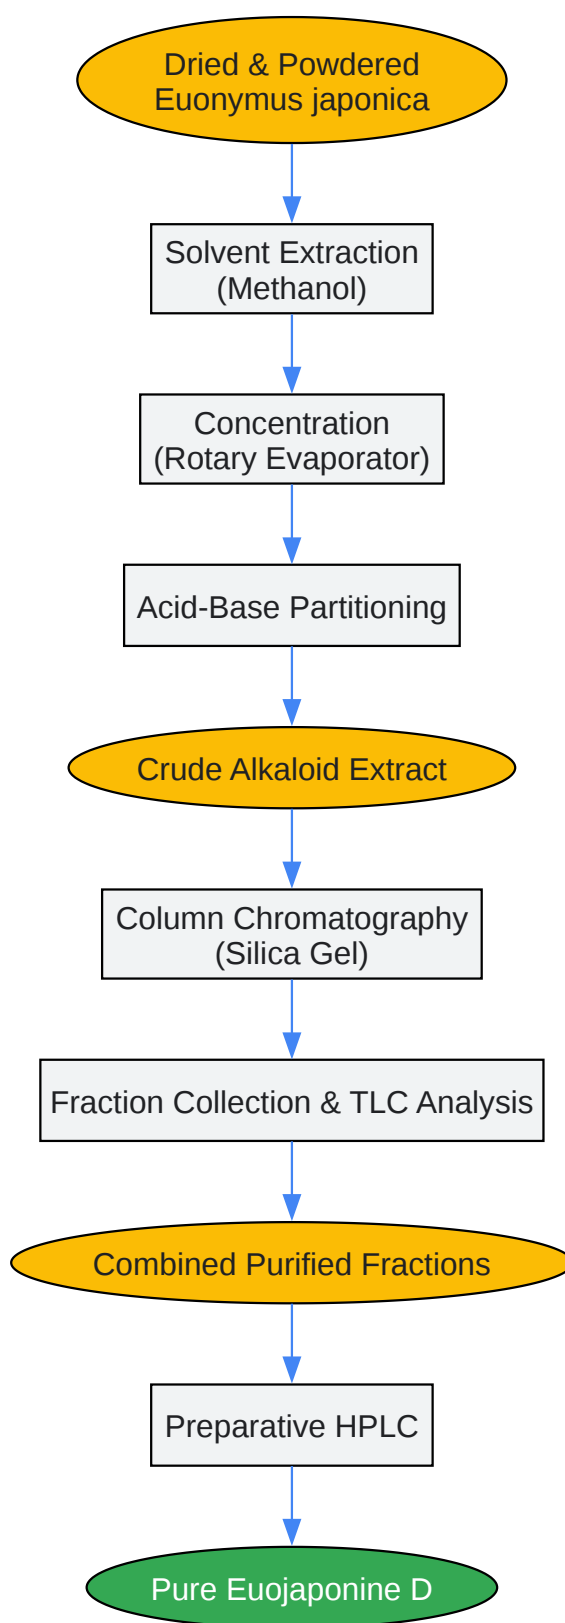 Dried & Powdered
Euonymus japonica
Solvent Extraction
(Methanol)
Concentration
(Rotary Evaporator)
Acid-Base Partitioning
Crude Alkaloid Extract
Column Chromatography
(Silica Gel)
Fraction Collection & TLC Analysis
Combined Purified Fractions
Preparative HPLC
Pure Euojaponine D